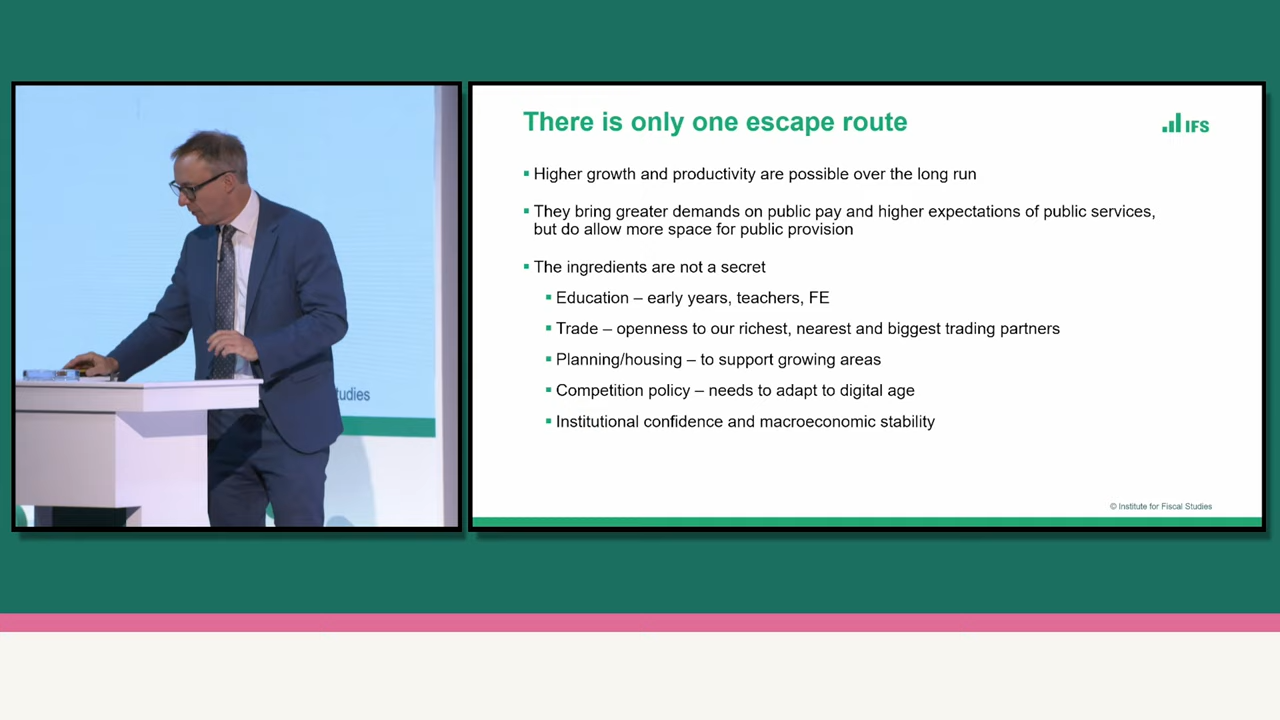 There is only one escape route
IFS
▪ Higher growth and productivity are possible over the long run
▪ They bring greater demands on public pay and higher expectations of public services,
but do allow more space for public provision
▪ The ingredients are not a secret
▪ Education – early years, teachers, FE
▪ Trade – openness to our richest, nearest and biggest trading partners
▪ Planning/housing – to support growing areas
▪ Competition policy – needs to adapt to digital age
▪ Institutional confidence and macroeconomic stability
© Institute for Fiscal Studies
tudies